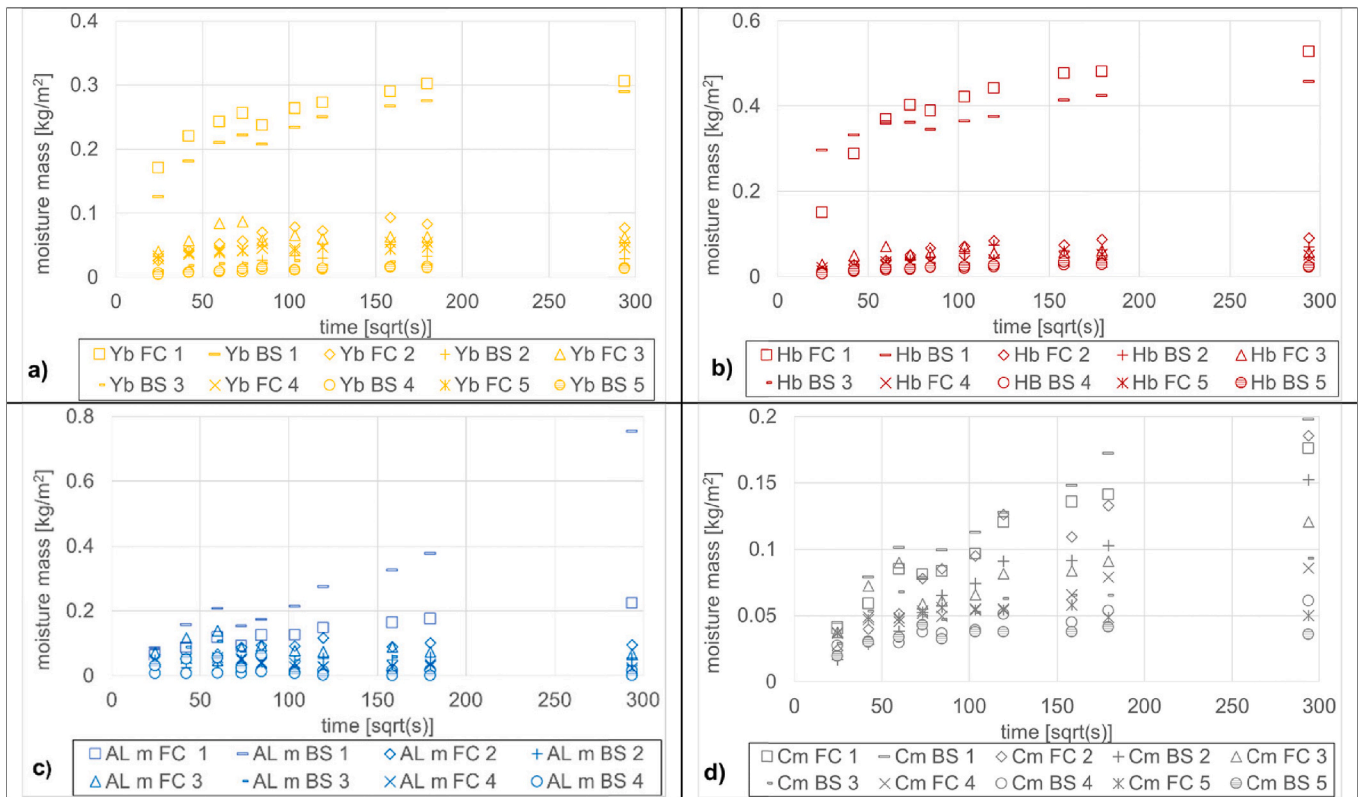 0.4
0.3
0.2
0.1
0
moisture mass [kg/m²]
0 50 100 150 200 250 300
time [sqrt(s)]
a)
Yb FC 1 Yb BS 1 Yb FC 2 Yb BS 2 Yb FC 3
Yb BS 3 Yb FC 4 Yb BS 4 Yb FC 5 Yb BS 5
0.6
0.4
0.2
0
moisture mass [kg/m²]
0 50 100 150 200 250 300
time [sqrt(s)]
b)
Hb FC 1 Hb BS 1 Hb FC 2 Hb BS 2 Hb FC 3
Hb BS 3 Hb FC 4 HB BS 4 Hb FC 5 Hb BS 5
0.8
0.6
0.4
0.2
0
moisture mass [kg/m²]
0 50 100 150 200 250 300
time [sqrt(s)]
c)
AL m FC 1 AL m BS 1 AL m FC 2 AL m BS 2
AL m FC 3 AL m BS 3 AL m FC 4 AL m BS 4
0.2
0.15
0.1
0.05
0
moisture mass [kg/m²]
0 50 100 150 200 250 300
time [sqrt(s)]
d)
Cm FC 1 Cm BS 1 Cm FC 2 Cm BS 2 Cm FC 3
Cm BS 3 Cm FC 4 Cm BS 4 Cm FC 5 Cm BS 5